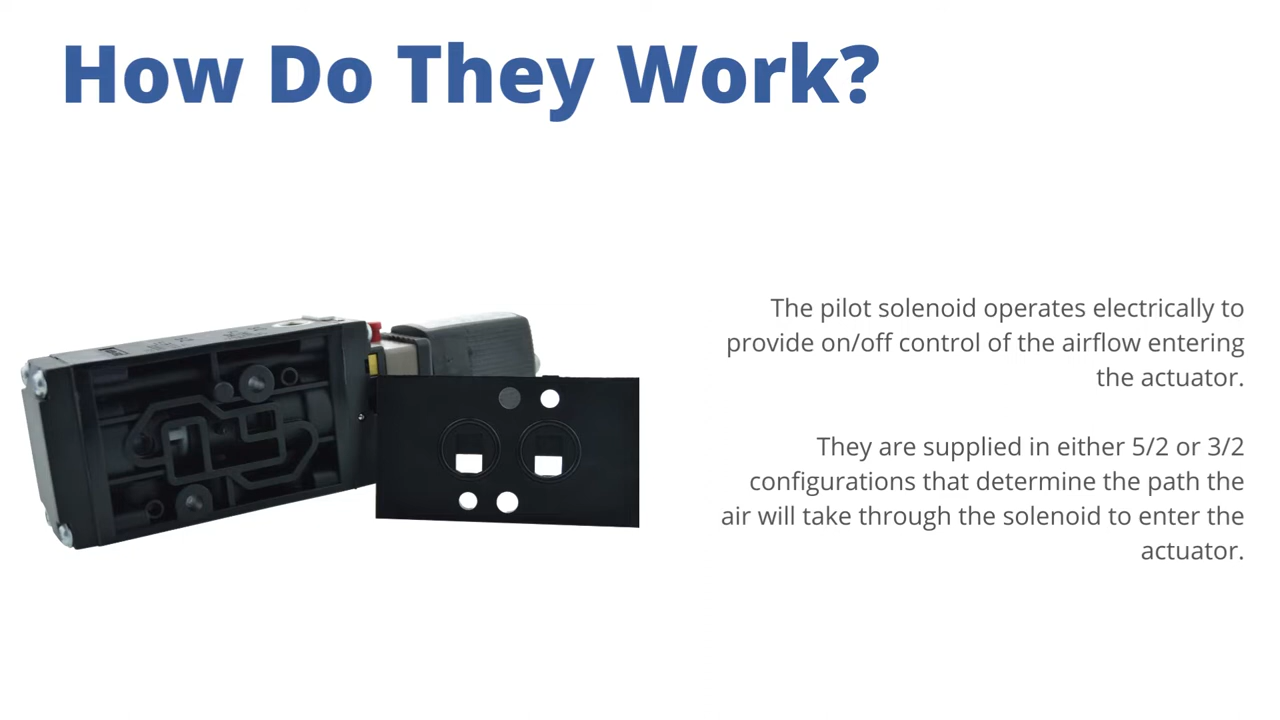 How Do They Work?
The pilot solenoid operates electrically to
provide on/off control of the airflow entering
the actuator.
They are supplied in either 5/2 or 3/2
configurations that determine the path the
air will take through the solenoid to enter the
actuator.